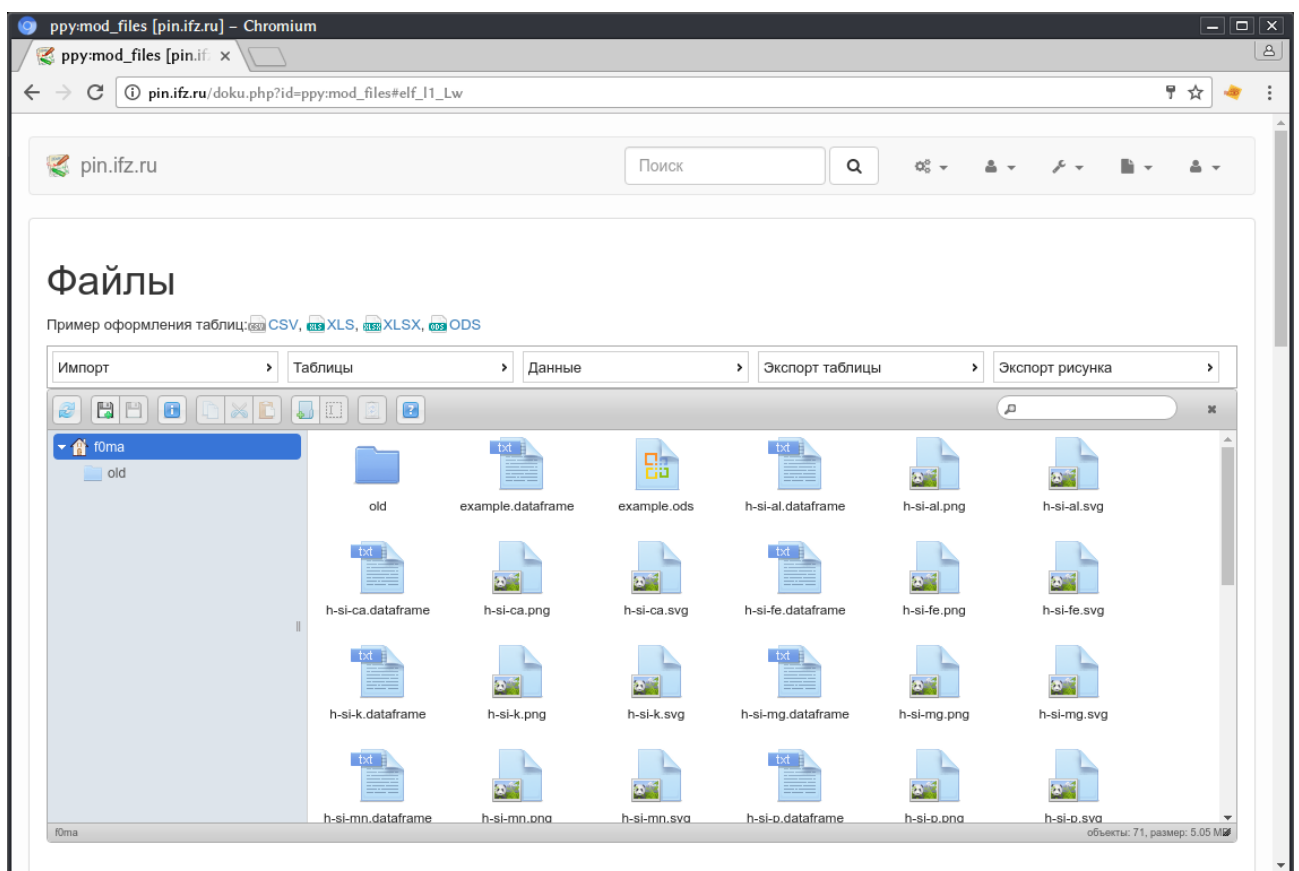 ppy:mod_files [pin.ifz.ru] – Chromium
ppy:mod_files [pin.if
pin.ifz.ru/doku.php?id=ppy:mod_files#elf_l1_Lw
pin.ifz.ru Поиск
Файлы
Пример оформления таблиц: CSV, XLS, XLSX, ODS
Импорт Таблицы Данные Экспорт таблицы Экспорт рисунка
f0ma
old
old example.dataframe example.ods h-si-al.dataframe h-si-al.png h-si-al.svg
h-si-ca.dataframe h-si-ca.png h-si-ca.svg h-si-fe.dataframe h-si-fe.png h-si-fe.svg
h-si-k.dataframe h-si-k.png h-si-k.svg h-si-mg.dataframe h-si-mg.png h-si-mg.svg
h-si-mn.dataframe h-si-mn.png h-si-mn.svg h-si-p.dataframe h-si-p.png h-si-p.svg
f0ma объекты: 71, размер: 5.05